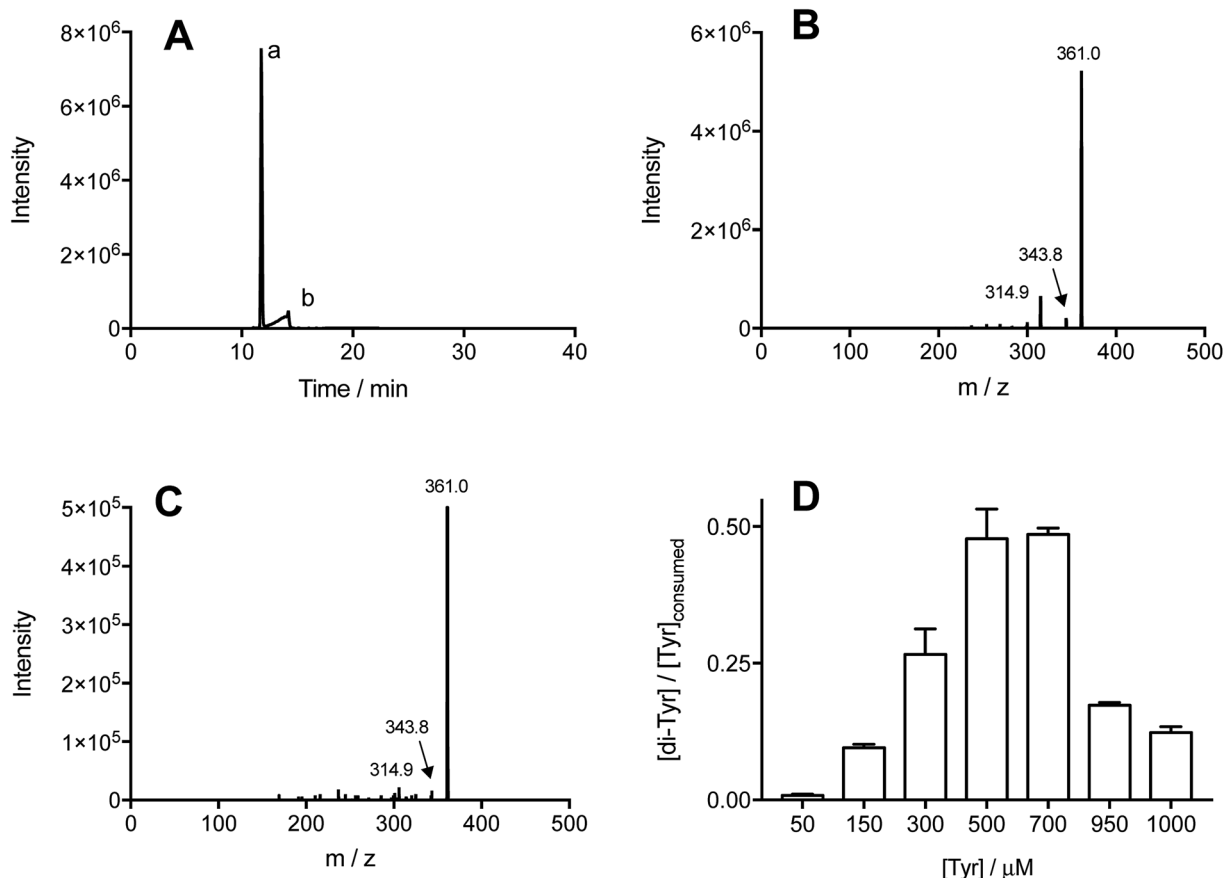 A
8×10⁶
6×10⁶
4×10⁶
2×10⁶
0
Intensity
a
b
0 10 20 30 40
Time / min
B
6×10⁶
4×10⁶
2×10⁶
0
Intensity
361.0
343.8
314.9
0 100 200 300 400 500
m / z
C
5×10⁵
4×10⁵
3×10⁵
2×10⁵
1×10⁵
0
Intensity
361.0
343.8
314.9
0 100 200 300 400 500
m / z
D
0.50
0.25
0.00
[di-Tyr] / [Tyr]consumed
50 150 300 500 700 950 1000
[Tyr] / μM